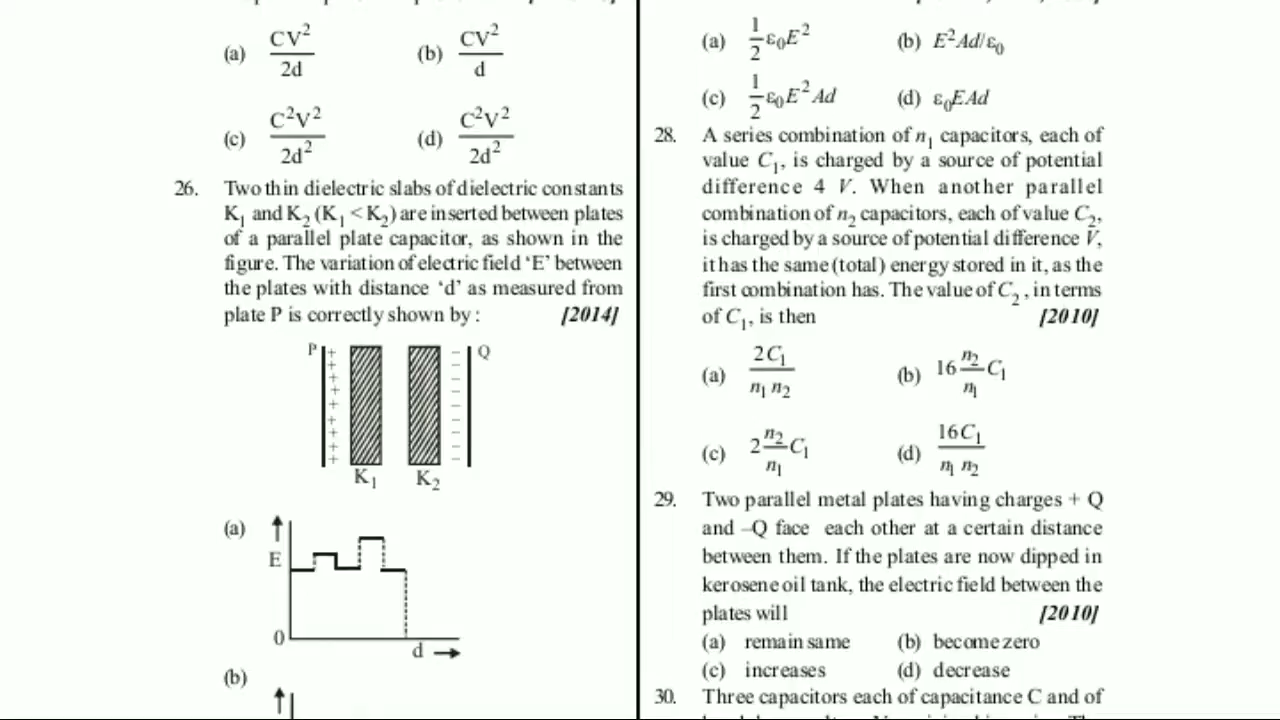 (a) CV²/2d (b) CV²/d
(c) C²V²/2d² (d) C²V²/2d²
26. Two thin dielectric slabs of dielectric constants
K₁ and K₂ (K₁ < K₂) are inserted between plates
of a parallel plate capacitor, as shown in the
figure. The variation of electric field ‘E’ between
the plates with distance ‘d’ as measured from
plate P is correctly shown by : [2014]
P Q
K₁ K₂
(a)
E
0
d
(b)
(a) 1/2 ε₀E² (b) E²Ad/ε₀
(c) 1/2 ε₀E²Ad (d) ε₀EAd
28. A series combination of n₁ capacitors, each of
value C₁, is charged by a source of potential
difference 4 V. When another parallel
combination of n₂ capacitors, each of value C₂,
is charged by a source of potential difference V,
it has the same (total) energy stored in it, as the
first combination has. The value of C₂ , in terms
of C₁, is then [2010]
(a) 2C₁/n₁ n₂ (b) 16 n₂/n₁ C₁
(c) 2 n₂/n₁ C₁ (d) 16C₁/n₁ n₂
29. Two parallel metal plates having charges + Q
and –Q face each other at a certain distance
between them. If the plates are now dipped in
kerosene oil tank, the electric field between the
plates will [2010]
(a) remain same (b) become zero
(c) increases (d) decrease
30. Three capacitors each of capacitance C and of